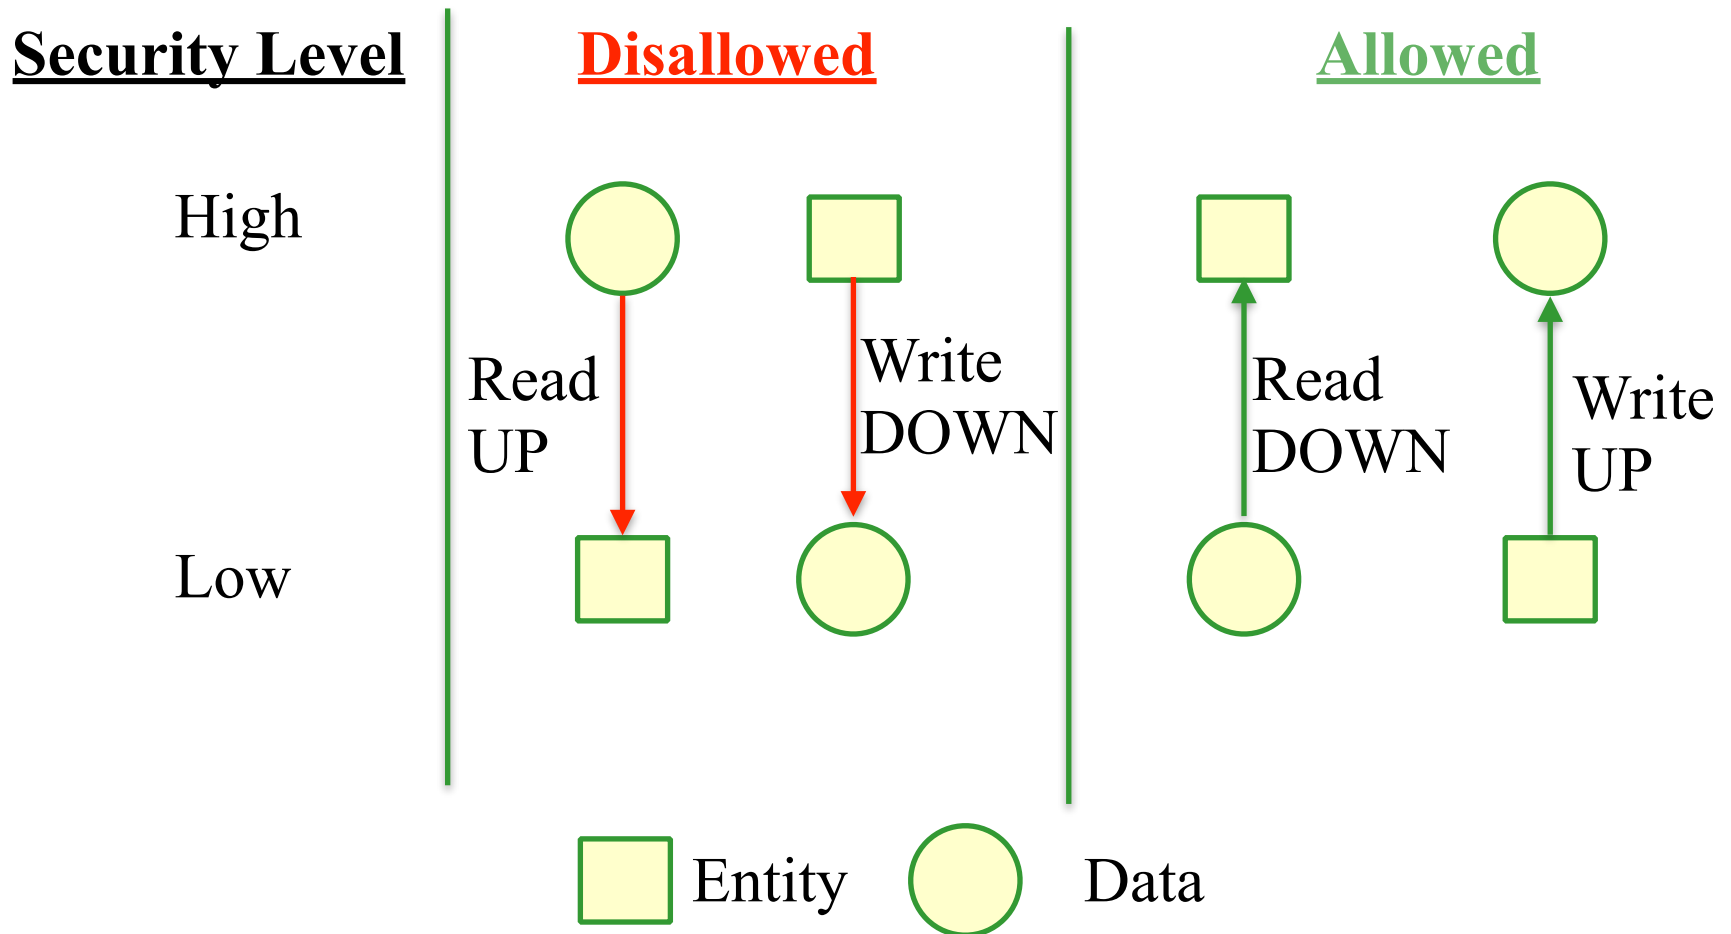 Security Level
Disallowed
Allowed
High
Read
UP
Write
DOWN
Read
DOWN
Write
UP
Low
Entity
Data